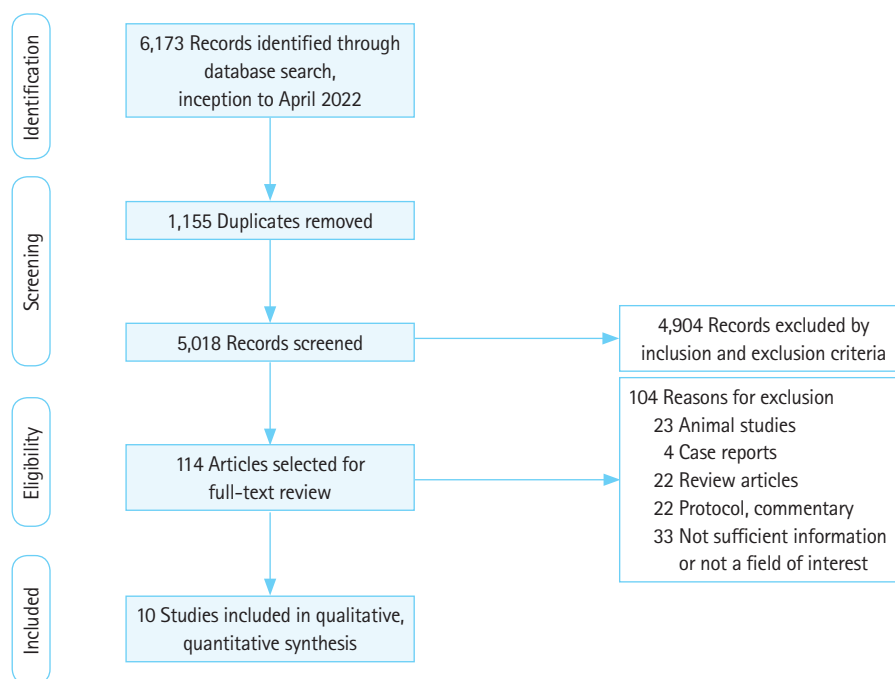 Identification
6,173 Records identified through
database search,
inception to April 2022
Screening
1,155 Duplicates removed
5,018 Records screened
4,904 Records excluded by
inclusion and exclusion criteria
Eligibility
114 Articles selected for
full-text review
104 Reasons for exclusion
23 Animal studies
4 Case reports
22 Review articles
22 Protocol, commentary
33 Not sufficient information
or not a field of interest
Included
10 Studies included in qualitative,
quantitative synthesis